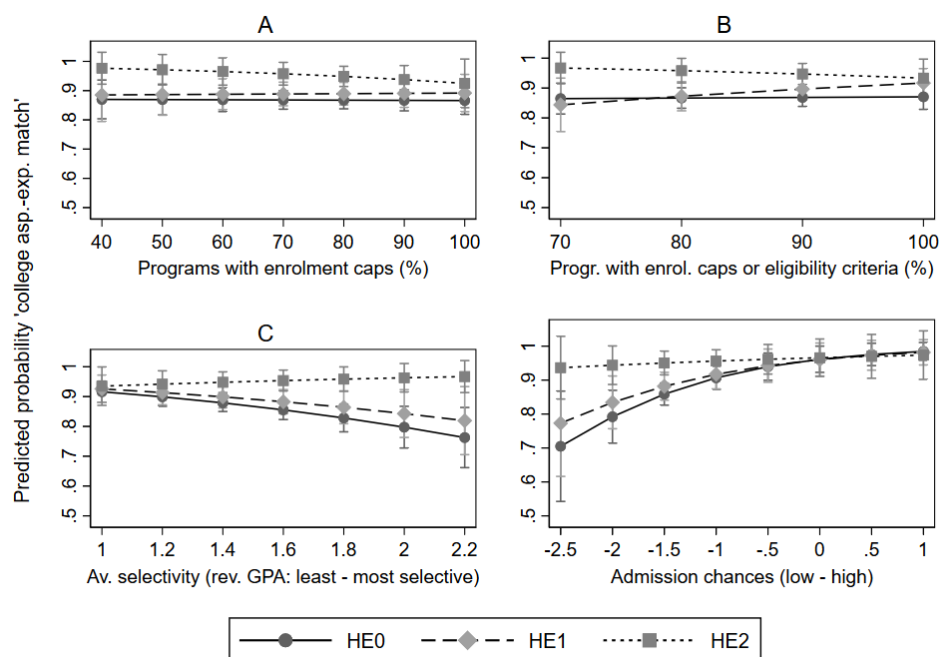 A
B
Predicted probability 'college asp.-exp. match'
1
.9
.8
.7
.6
.5
40 50 60 70 80 90 100
Programs with enrolment caps (%)
1
.9
.8
.7
.6
.5
70 80 90 100
Progr. with enrol. caps or eligibility criteria (%)
C
1
.9
.8
.7
.6
.5
1 1.2 1.4 1.6 1.8 2 2.2
Av. selectivity (rev. GPA: least - most selective)
1
.9
.8
.7
.6
.5
-2.5 -2 -1.5 -1 -.5 0 .5 1
Admission chances (low - high)
HE0 HE1 HE2